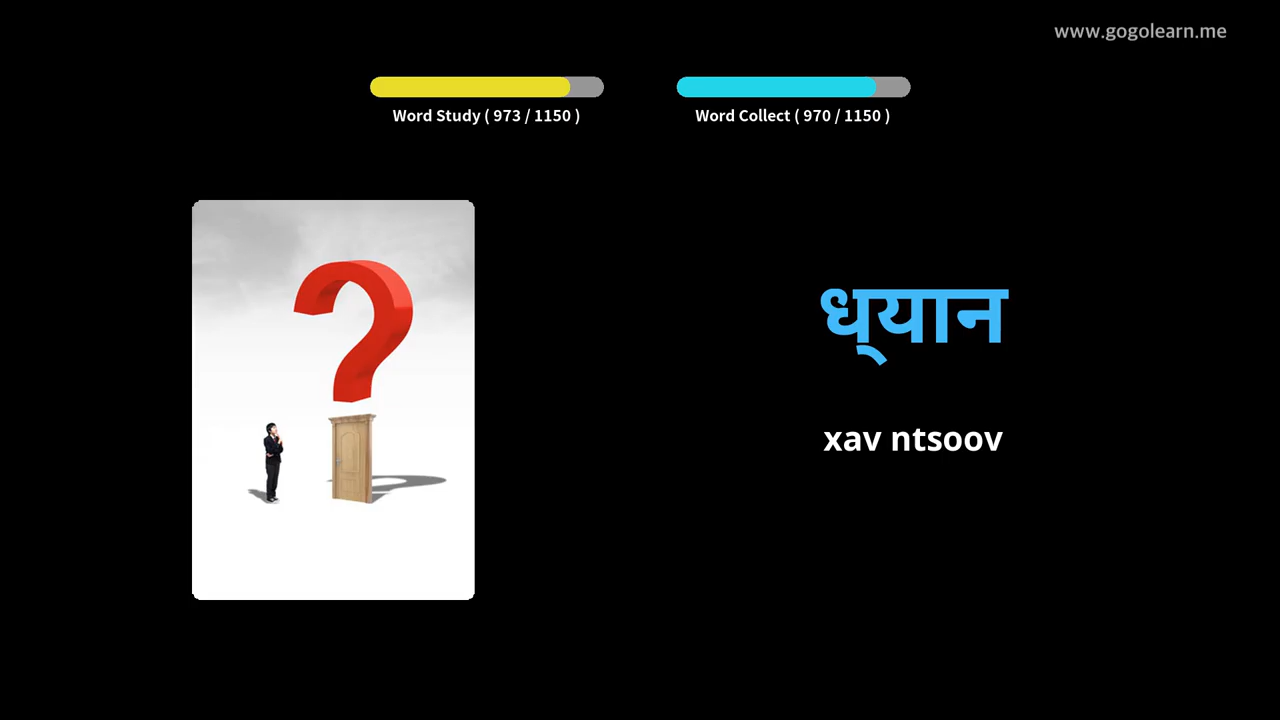 www.gogolearn.me
Word Study ( 973 / 1150 )
Word Collect ( 970 / 1150 )
ध्यान
xav ntsoov